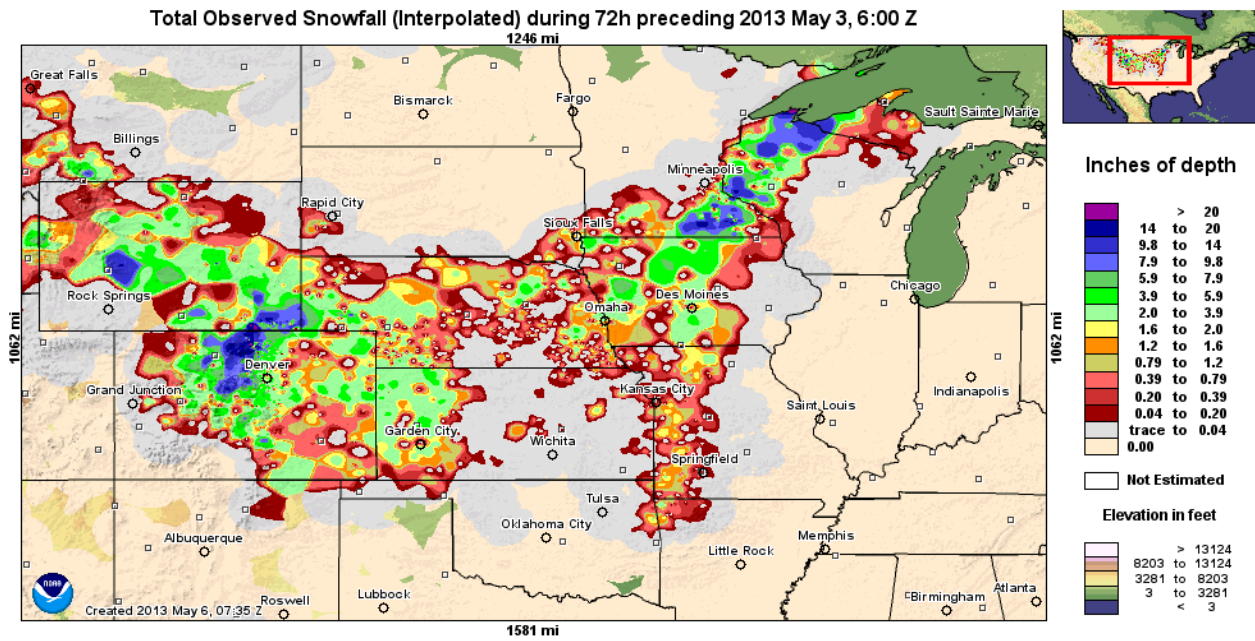 Total Observed Snowfall (Interpolated) during 72h preceding 2013 May 3, 6:00 Z
1246 mi
Great Falls
Bismarck
Fargo
Sault Sainte Marie
Billings
Minneapolis
Rapid City
Sioux Falls
Rock Springs
Omaha
Des Moines
Chicago
1062 mi
1062 mi
Denver
Grand Junction
Kansas City
Indianapolis
Saint Louis
Garden City
Wichita
Springfield
Tulsa
Oklahoma City
Albuquerque
Little Rock
Memphis
NOAA
Lubbock
Roswell
Birmingham
Atlanta
Created 2013 May 6, 07:35 Z
1581 mi
Inches of depth
> 20
14 to 20
9.8 to 14
7.9 to 9.8
5.9 to 7.9
3.9 to 5.9
2.0 to 3.9
1.6 to 2.0
1.2 to 1.6
0.79 to 1.2
0.39 to 0.79
0.20 to 0.39
0.04 to 0.20
trace to 0.04
0.00
Not Estimated
Elevation in feet
> 13124
8203 to 13124
3281 to 8203
3 to 3281
< 3